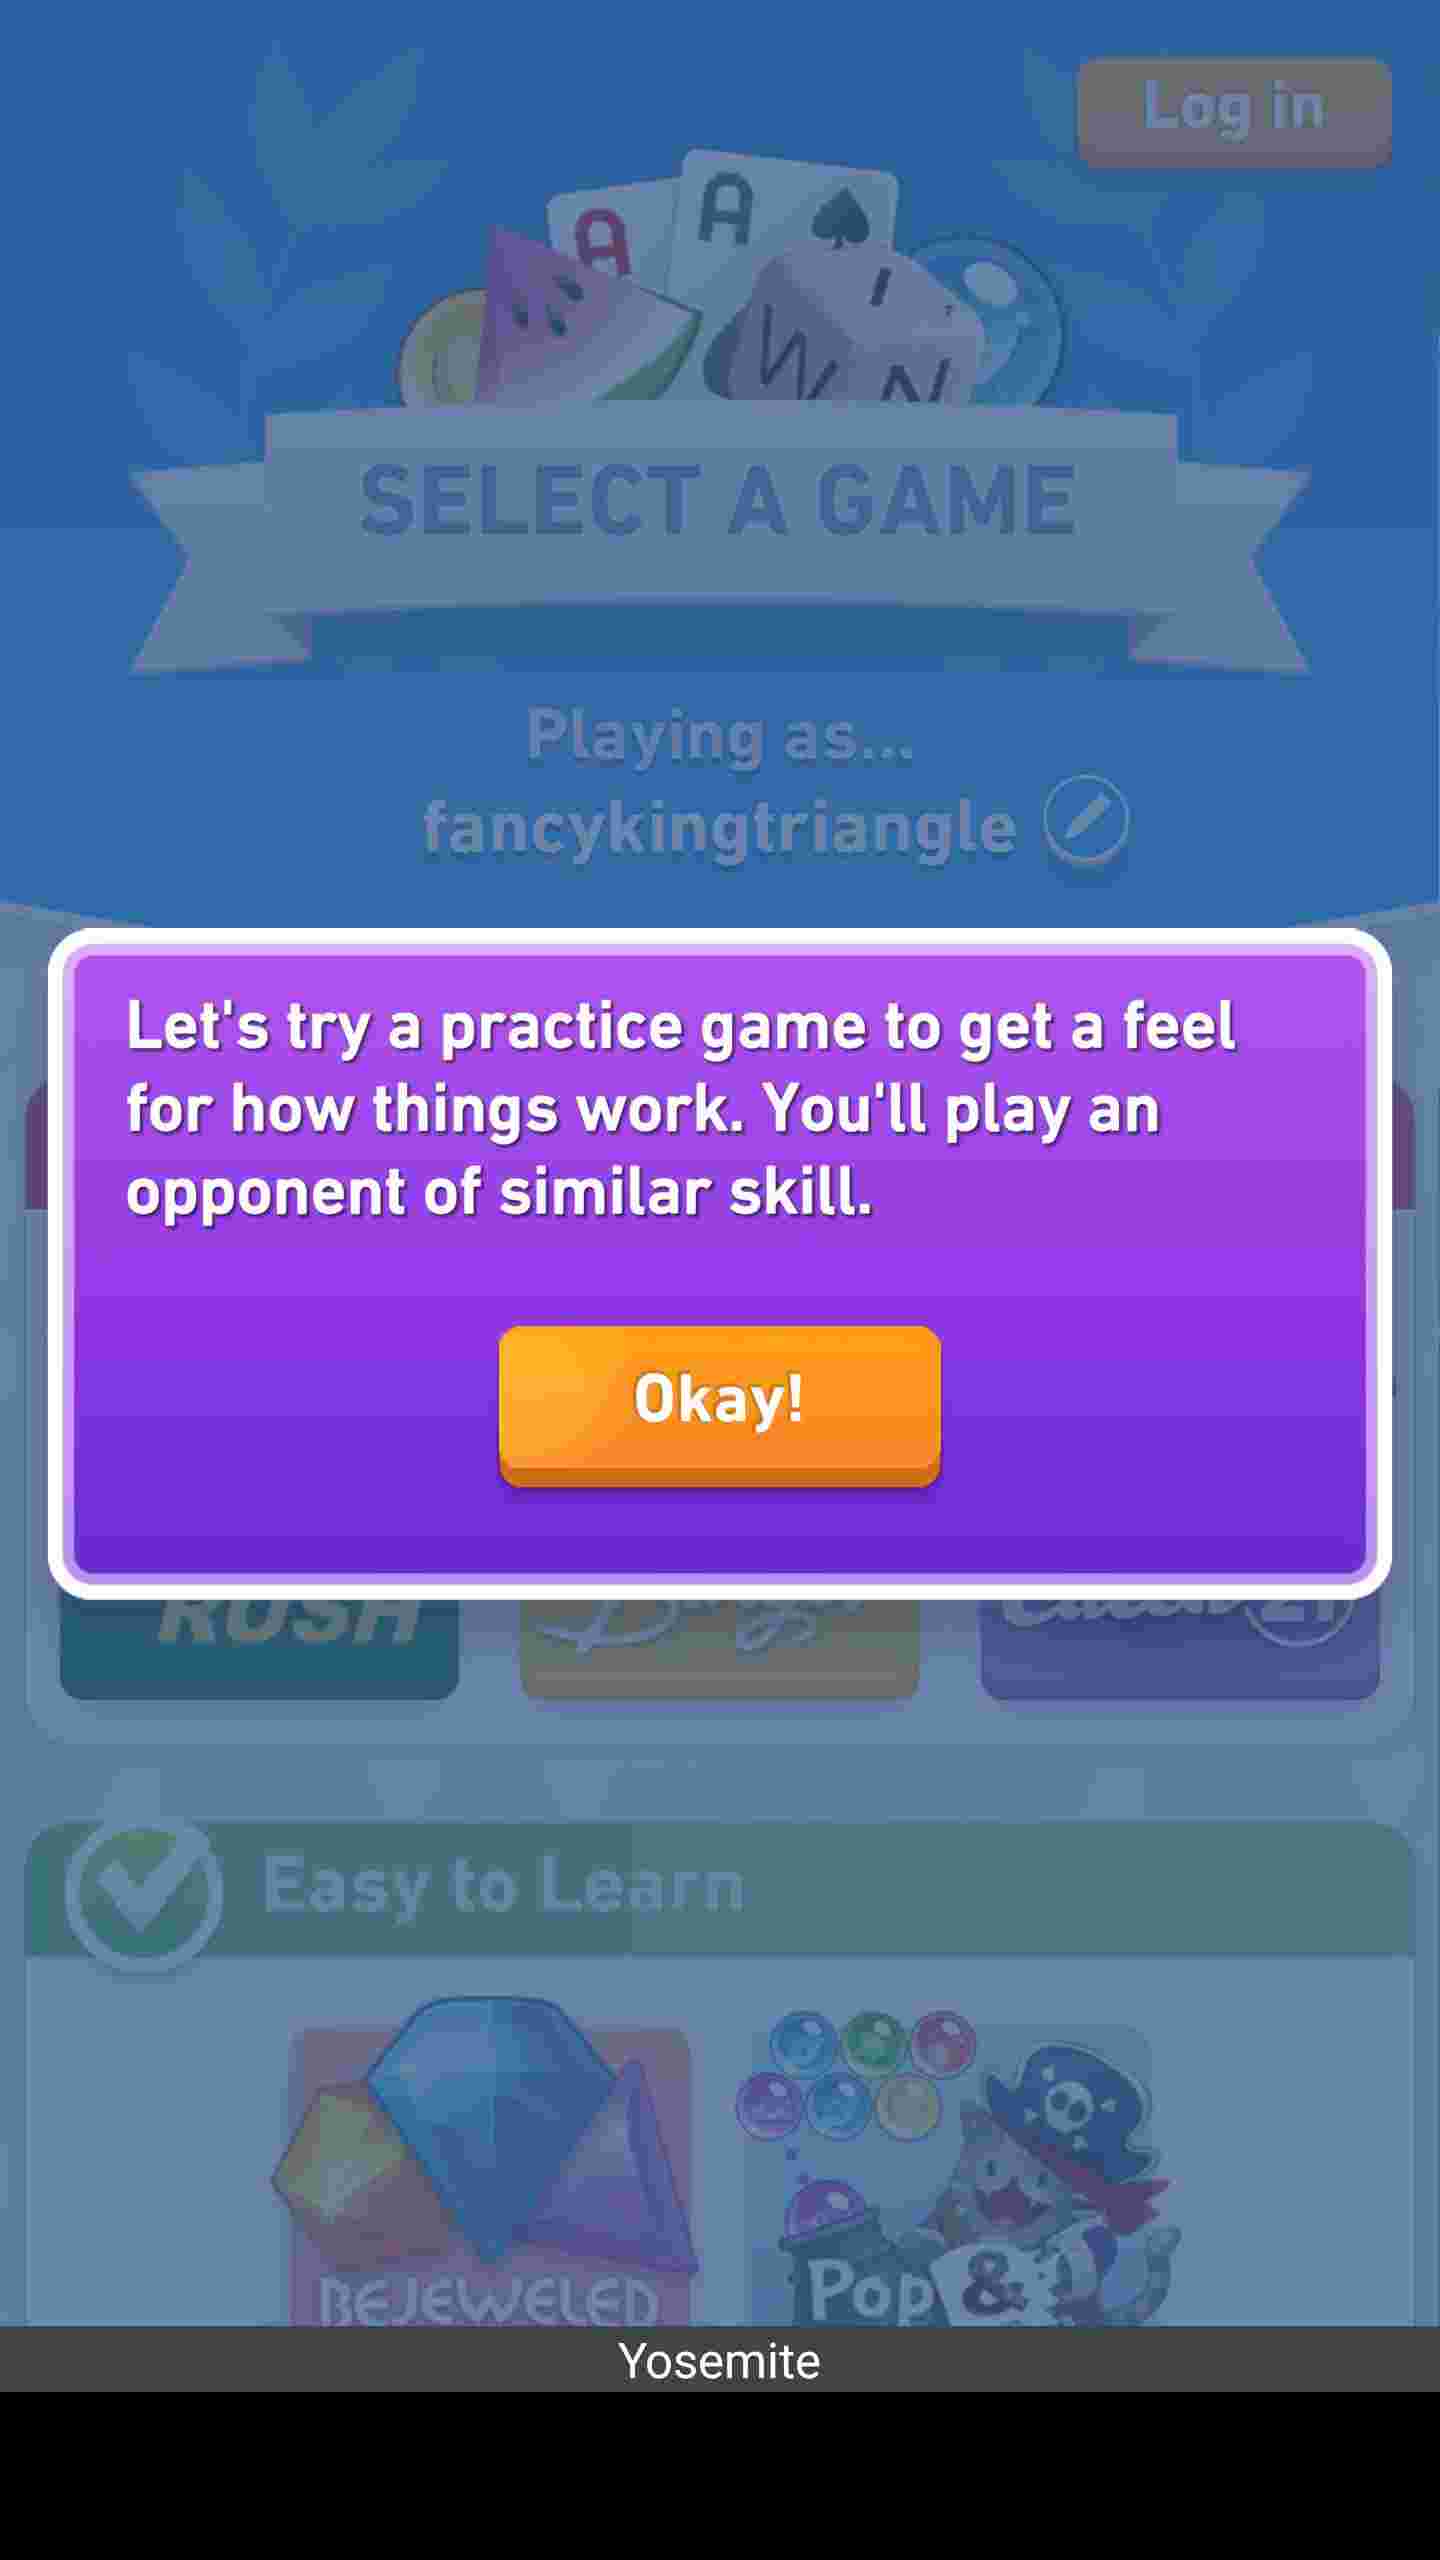 Log in
A
A
I
W N
SELECT A GAME
Playing as...
fancykingtriangle
Let's try a practice game to get a feel
for how things work. You'll play an
opponent of similar skill.
Okay!
RUSH
21
Easy to Learn
BEJEWELED
Pop &
Yosemite